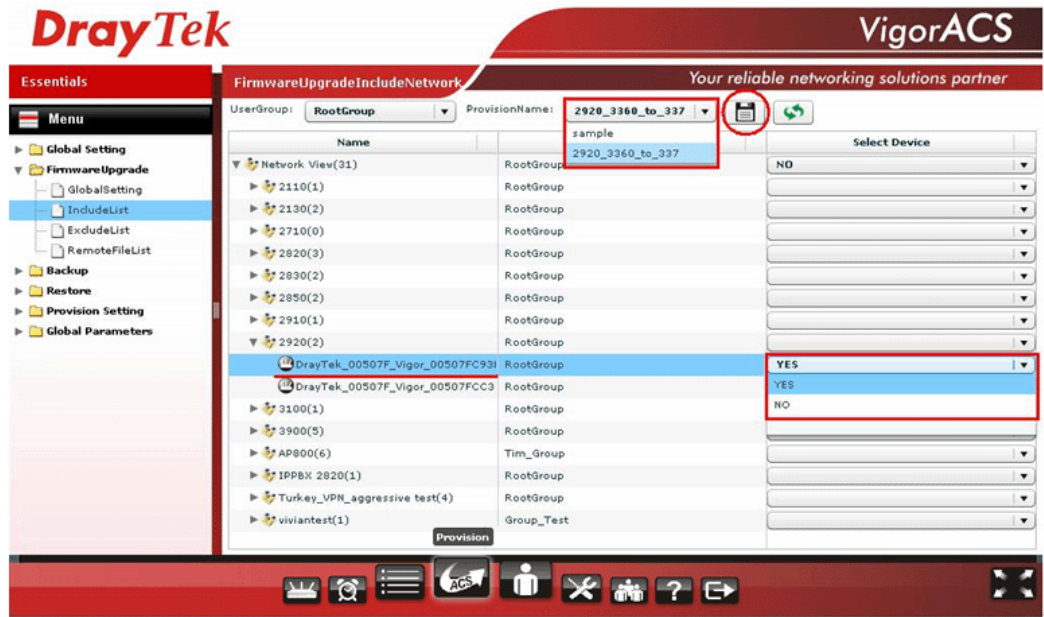 DrayTek
VigorACS
Essentials
FirmwareUpgradeIncludeNetwork
Your reliable networking solutions partner
Menu
Global Setting
FirmwareUpgrade
GlobalSetting
IncludeList
ExcludeList
RemoteFileList
Backup
Restore
Provision Setting
Global Parameters
UserGroup: RootGroup ProvisionName: 2920_3360_to_337
sample
2920_3360_to_337
Name Select Device
Network View(31) RootGroup NO
2110(1) RootGroup
2130(2) RootGroup
2710(0) RootGroup
2820(3) RootGroup
2830(2) RootGroup
2850(2) RootGroup
2910(1) RootGroup
2920(2) RootGroup
DrayTek_00507F_Vigor_00507FC93 RootGroup YES
YES
DrayTek_00507F_Vigor_00507FCC3 RootGroup
NO
3100(1) RootGroup
3900(5) RootGroup
AP800(6) Tim_Group
IPPBX 2820(1) RootGroup
Turkey_VPN_aggressive test(4) RootGroup
viviantest(1) Group_Test
Provision
ACS
?